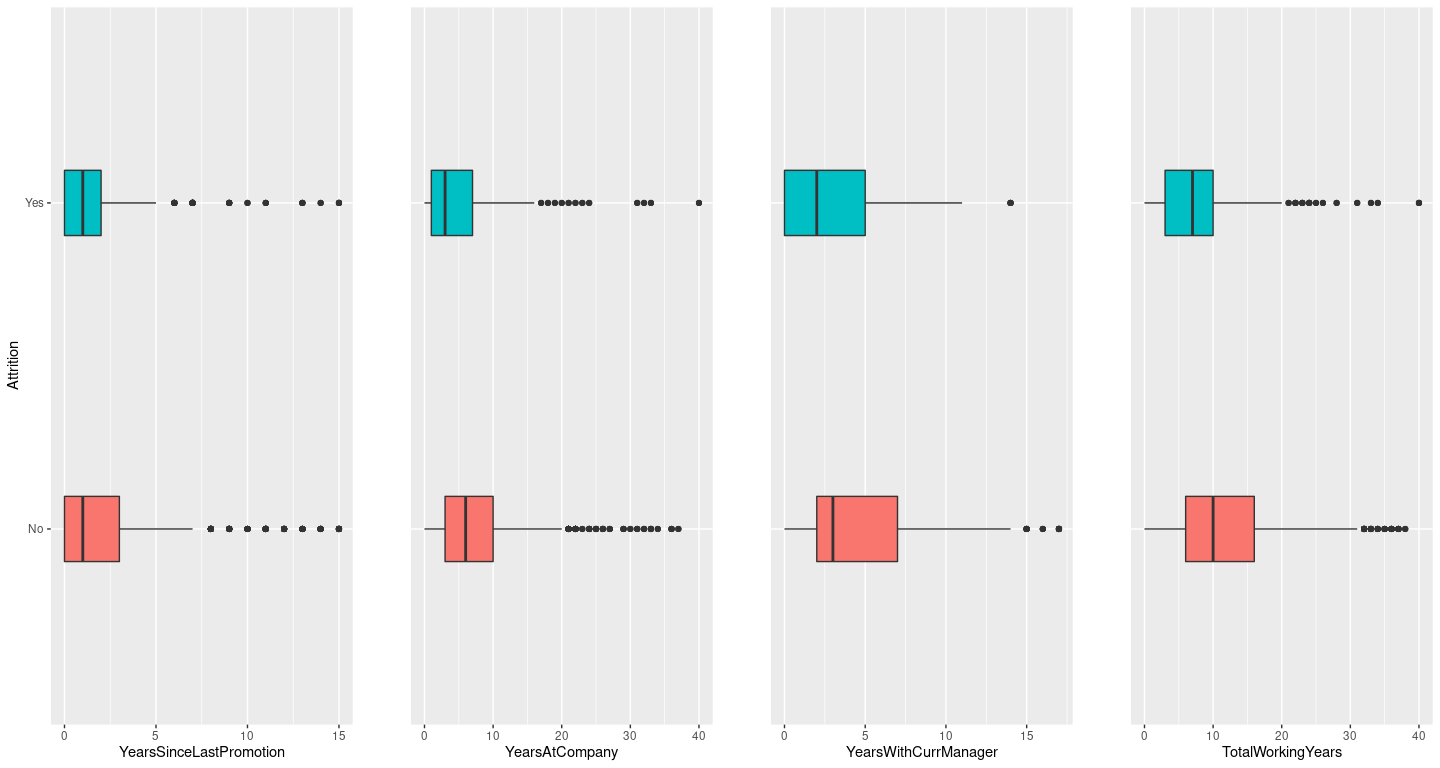 Attrition
Yes
No
0 5 10 15
YearsSinceLastPromotion
0 10 20 30 40
YearsAtCompany
0 5 10 15
YearsWithCurrManager
0 10 20 30 40
TotalWorkingYears